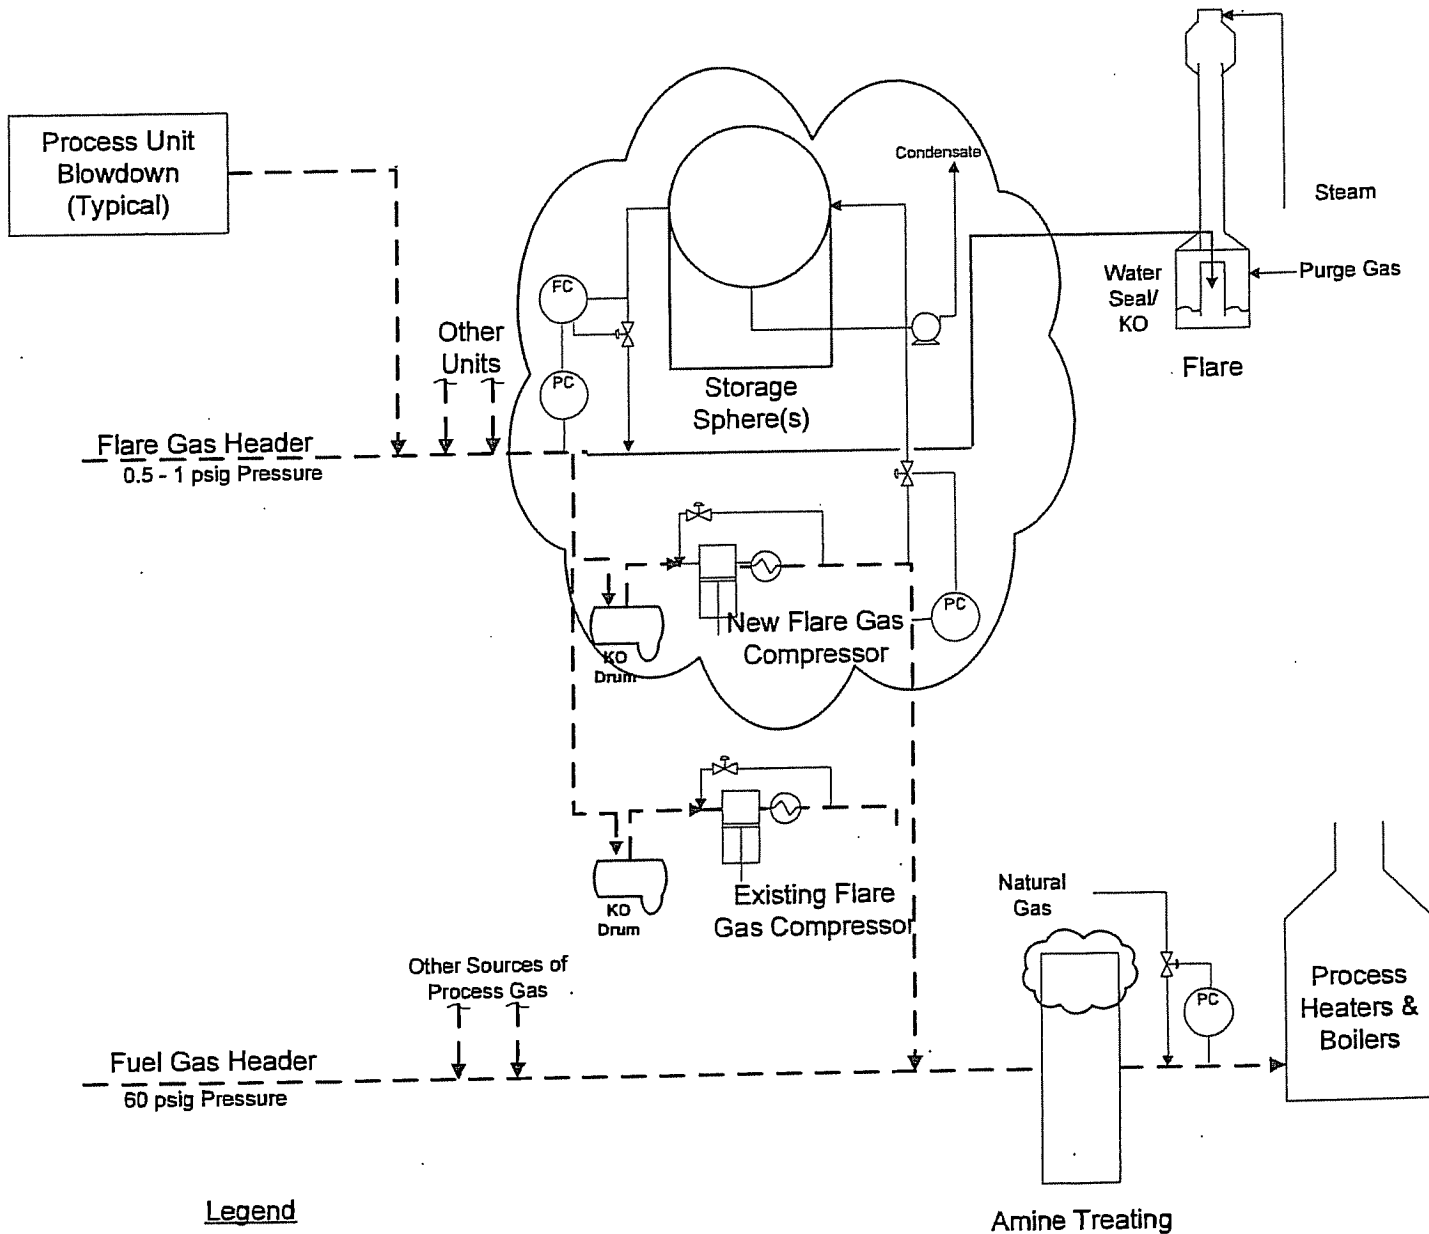 Process Unit
Blowdown
(Typical)
Condensate
Steam
Purge Gas
Water
Seal/
KO
Flare
FC
PC
Other
Units
Storage
Sphere(s)
Flare Gas Header
0.5 - 1 psig Pressure
PC
New Flare Gas
Compressor
KO
Drum
Existing Flare
Gas Compressor
KO
Drum
Natural
Gas
Other Sources of
Process Gas
PC
Process
Heaters &
Boilers
Fuel Gas Header
60 psig Pressure
Legend
Amine Treating